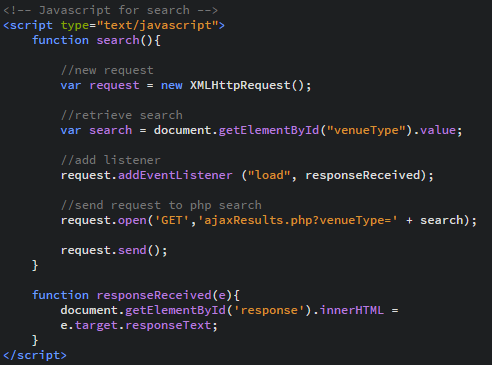 <!-- Javascript for search -->
<script type="text/javascript">
    function search(){

        //new request
        var request = new XMLHttpRequest();

        //retrieve search
        var search = document.getElementById("venueType").value;

        //add listener
        request.addEventListener ("load", responseReceived);

        //send request to php search
        request.open('GET','ajaxResults.php?venueType=' + search);

        request.send();
    }

    function responseReceived(e){
        document.getElementById('response').innerHTML =
        e.target.responseText;
    }
</script>